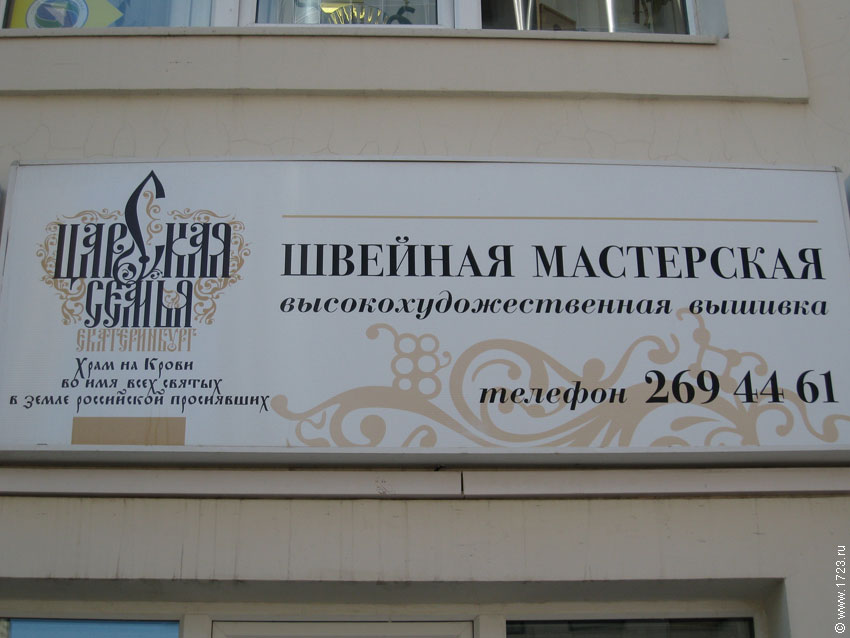 ЦАРСКАЯ
СЕМЬЯ
ЕКАТЕРИНБУРГ
Храм на Крови
во имя всех святых
в земле российской просиявших
ШВЕЙНАЯ МАСТЕРСКАЯ
высокохудожественная вышивка
телефон 269 44 61
© www.1723.ru